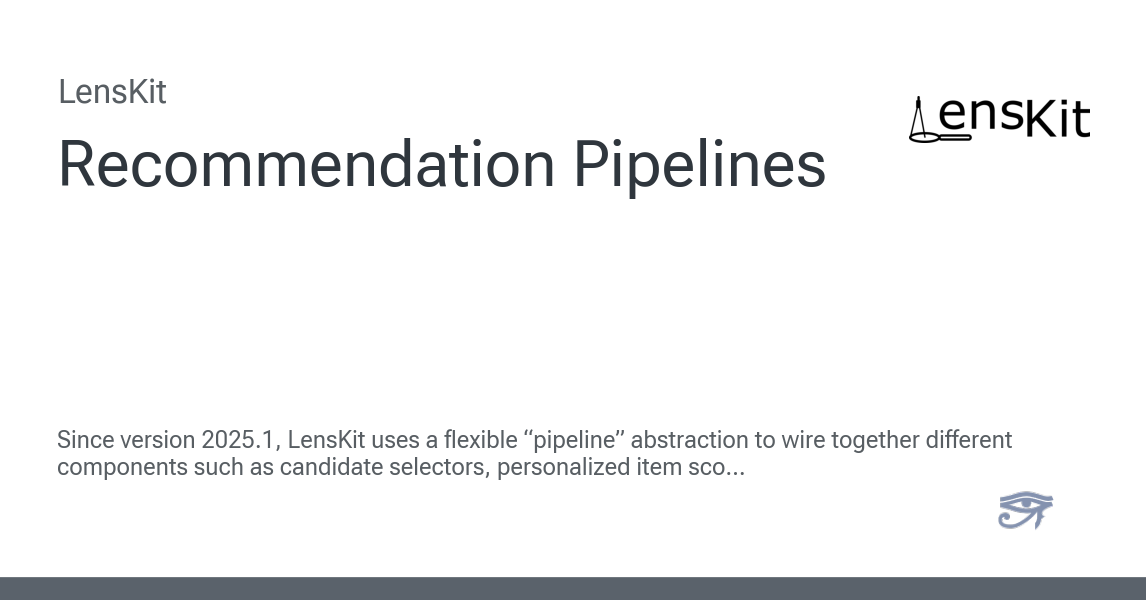 LensKit
LensKit
Recommendation Pipelines
Since version 2025.1, LensKit uses a flexible “pipeline” abstraction to wire together different
components such as candidate selectors, personalized item sco...